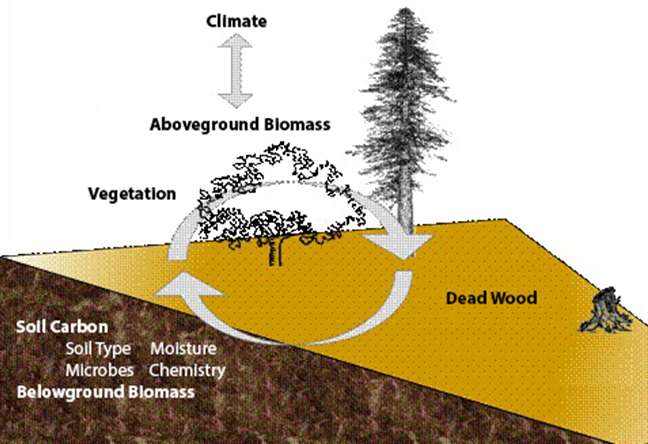 Climate
Aboveground Biomass
Vegetation
Dead Wood
Soil Carbon
Soil Type Moisture
Microbes Chemistry
Belowground Biomass